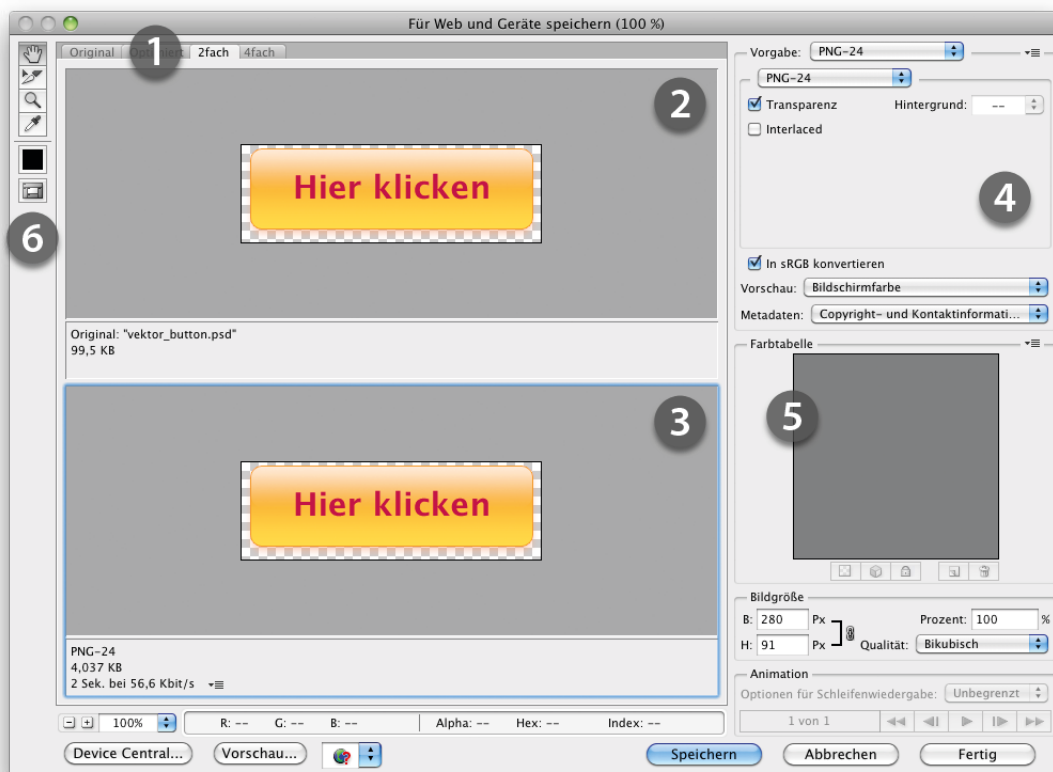 Für Web und Geräte speichern (100 %)
Original Optimiert 2fach 4fach
1
2
Hier klicken
Original: "vektor_button.psd"
99,5 KB
3
Hier klicken
PNG-24
4,037 KB
2 Sek. bei 56,6 Kbit/s
6
Vorgabe: PNG-24
PNG-24
Transparenz Hintergrund: --
Interlaced
4
In sRGB konvertieren
Vorschau: Bildschirmfarbe
Metadaten: Copyright- und Kontaktinformati...
Farbtabelle
5
Bildgröße
B: 280 Px Prozent: 100 %
H: 91 Px Qualität: Bikubisch
Animation
Optionen für Schleifenwiedergabe: Unbegrenzt
1 von 1
100% R: -- G: -- B: -- Alpha: -- Hex: -- Index: --
Device Central... Vorschau... Speichern Abbrechen Fertig